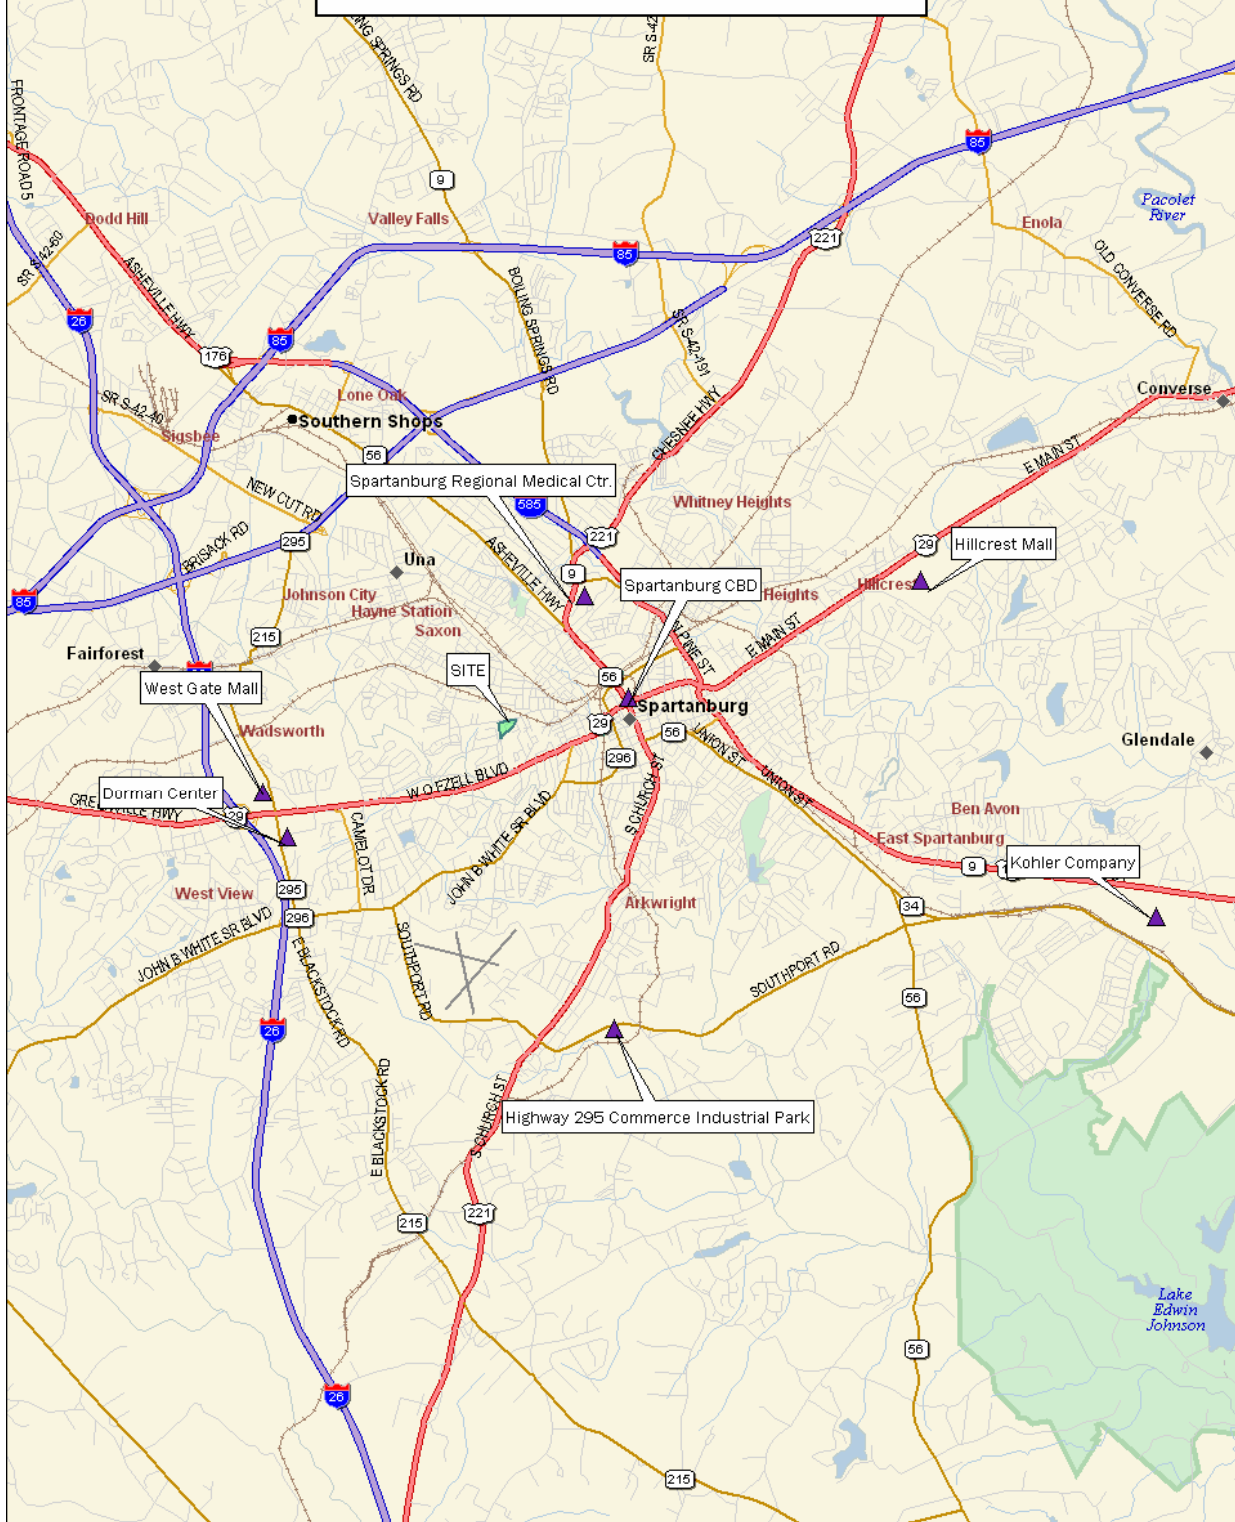 LING SPRINGS RD
SR S-42
FRONTAGE ROAD 5
85
9
Pacolet
River
Dodd Hill
Valley Falls
Enola
221
SR S-42-60
85
OLD CONVERSE RD
ASHEVILLE HWY
BOILING SPRINGS RD
26
SR S-42-191
85
176
Converse
Lone Oak
SR S-42-40
CHESNEE HWY
Southern Shops
Sigsbee
E MAIN ST
56
Spartanburg Regional Medical Ctr.
NEW CUT RD
585
Whitney Heights
221
BRISACK RD
295
ASHEVILLE HWY
29
Hillcrest Mall
Una
9
Spartanburg CBD
Hillcrest
85
Johnson City
Heights
Hayne Station
Saxon
215
N PINE ST
E MAIN ST
Fairforest
SITE
56
West Gate Mall
Spartanburg
Wadsworth
29
56
UNION ST
Glendale
296
W O EZELL BLVD
UNION ST
Dorman Center
GREENVILLE HWY
29
S CHURCH ST
CAMELOT DR
JOHN B WHITE SR BLVD
Ben Avon
East Spartanburg
9
Kohler Company
West View
295
Arkwright
34
296
JOHN B WHITE SR BLVD
E BLACKSTOCK RD
SOUTHPORT RD
SOUTHPORT RD
56
26
E BLACKSTOCK RD
S CHURCH ST
Highway 295 Commerce Industrial Park
215
221
Lake
Edwin
Johnson
56
26
215